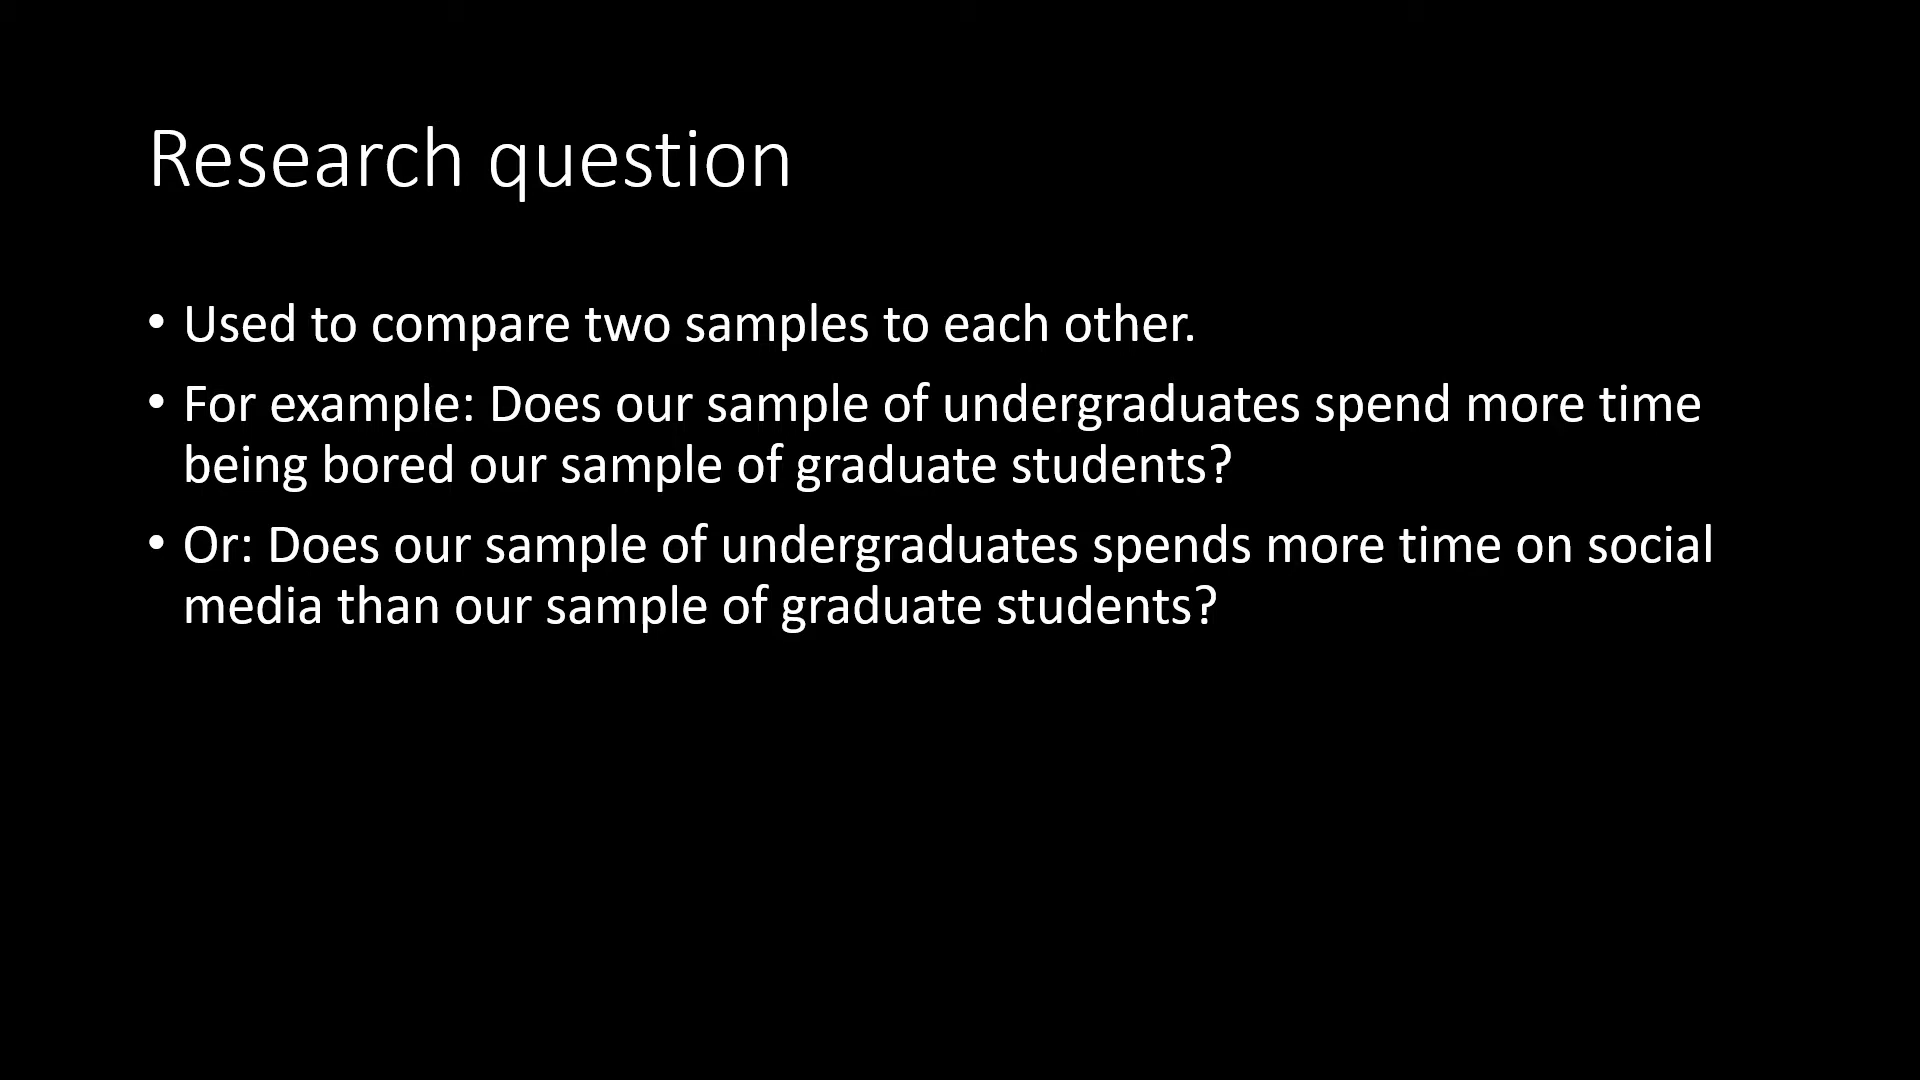 Research question
• Used to compare two samples to each other.
• For example: Does our sample of undergraduates spend more time
being bored our sample of graduate students?
• Or: Does our sample of undergraduates spends more time on social
media than our sample of graduate students?